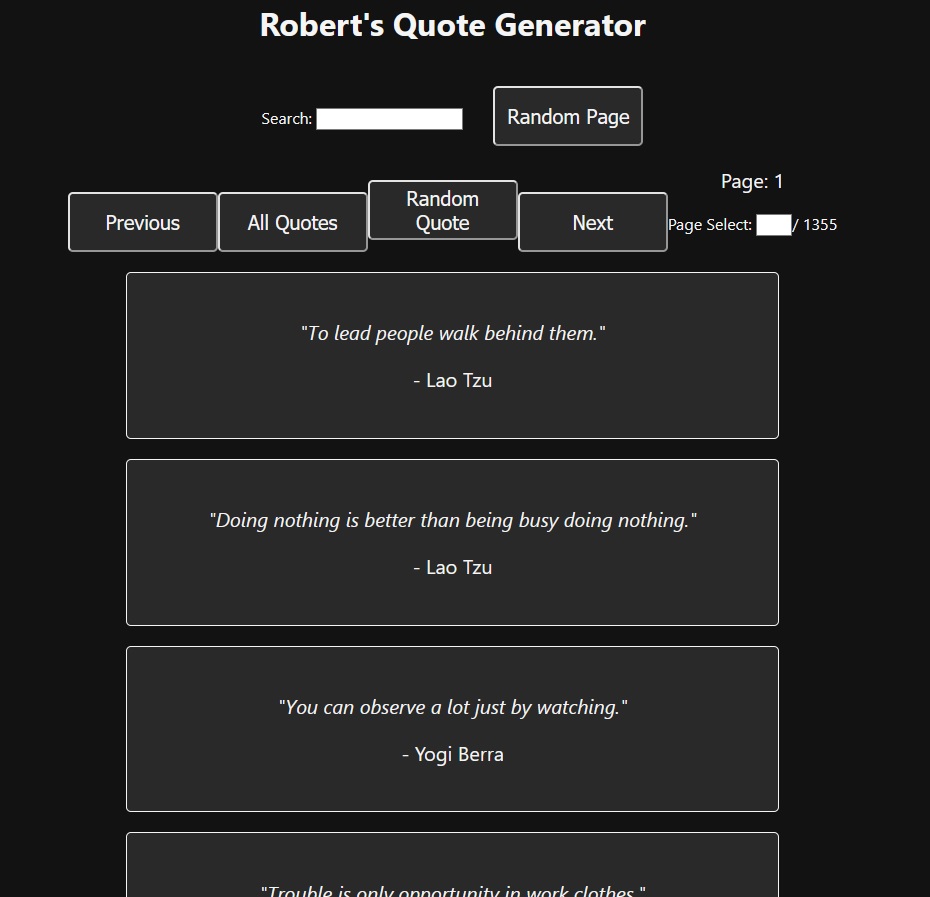 Robert's Quote Generator
Search:
Random Page
Page: 1
Previous
All Quotes
Random
Quote
Next
Page Select:
/ 1355
"To lead people walk behind them."
- Lao Tzu
"Doing nothing is better than being busy doing nothing."
- Lao Tzu
"You can observe a lot just by watching."
- Yogi Berra
"Trouble is only opportunity in work clothes."